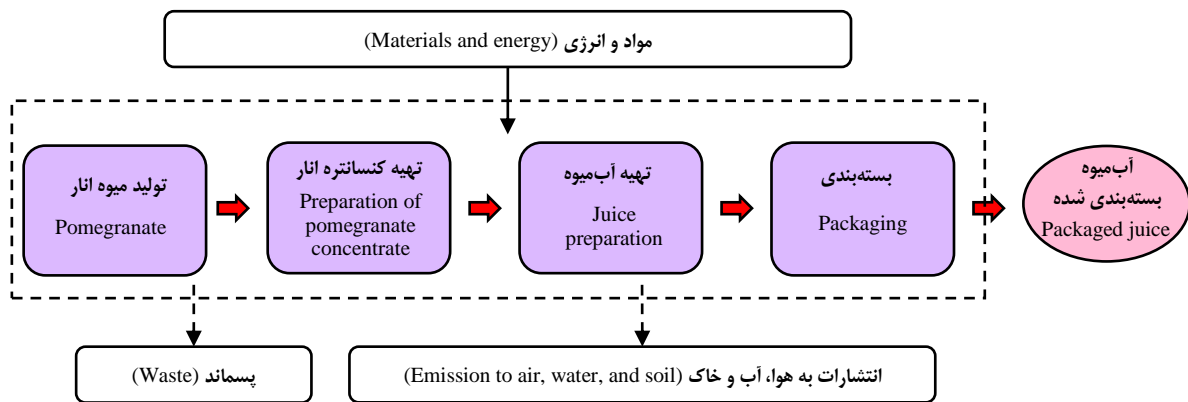 مواد و انرژی (Materials and energy)
تولید میوه انار
Pomegranate
تهیه کنسانتره انار
Preparation of
pomegranate
concentrate
تهیه آب‌میوه
Juice
preparation
بسته‌بندی
Packaging
آب‌میوه
بسته‌بندی شده
Packaged juice
پسماند (Waste)
انتشارات به هوا، آب و خاک (Emission to air, water, and soil)